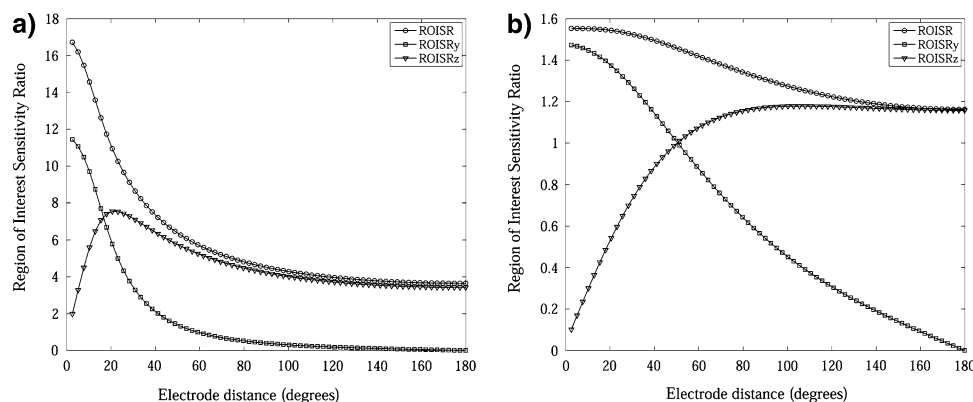 a)
Region of Interest Sensitivity Ratio
18
16
14
12
10
8
6
4
2
0
ROISR
ROISRy
ROISRz
0 20 40 60 80 100 120 140 160 180
Electrode distance (degrees)
b)
Region of Interest Sensitivity Ratio
1.6
1.4
1.2
1
0.8
0.6
0.4
0.2
0
ROISR
ROISRy
ROISRz
0 20 40 60 80 100 120 140 160 180
Electrode distance (degrees)